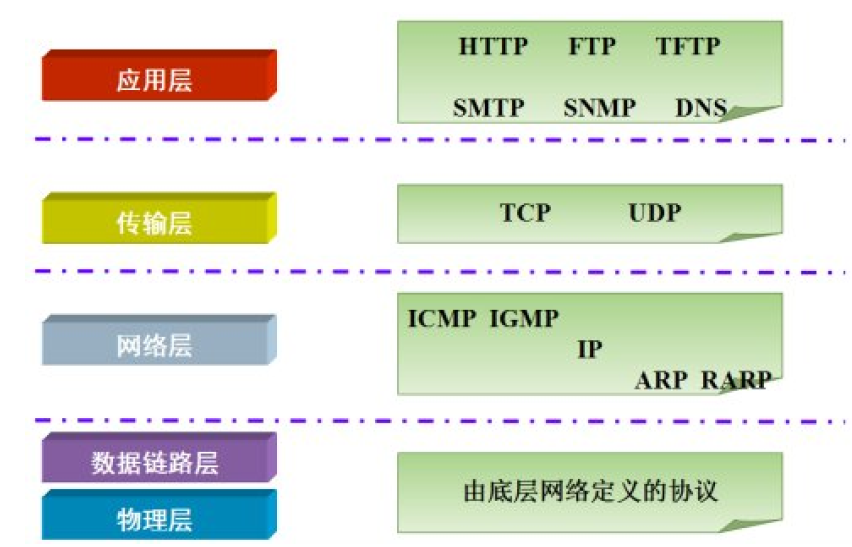 应用层
HTTP FTP TFTP
SMTP SNMP DNS
传输层
TCP UDP
网络层
ICMP IGMP
IP
ARP RARP
数据链路层
物理层
由底层网络定义的协议